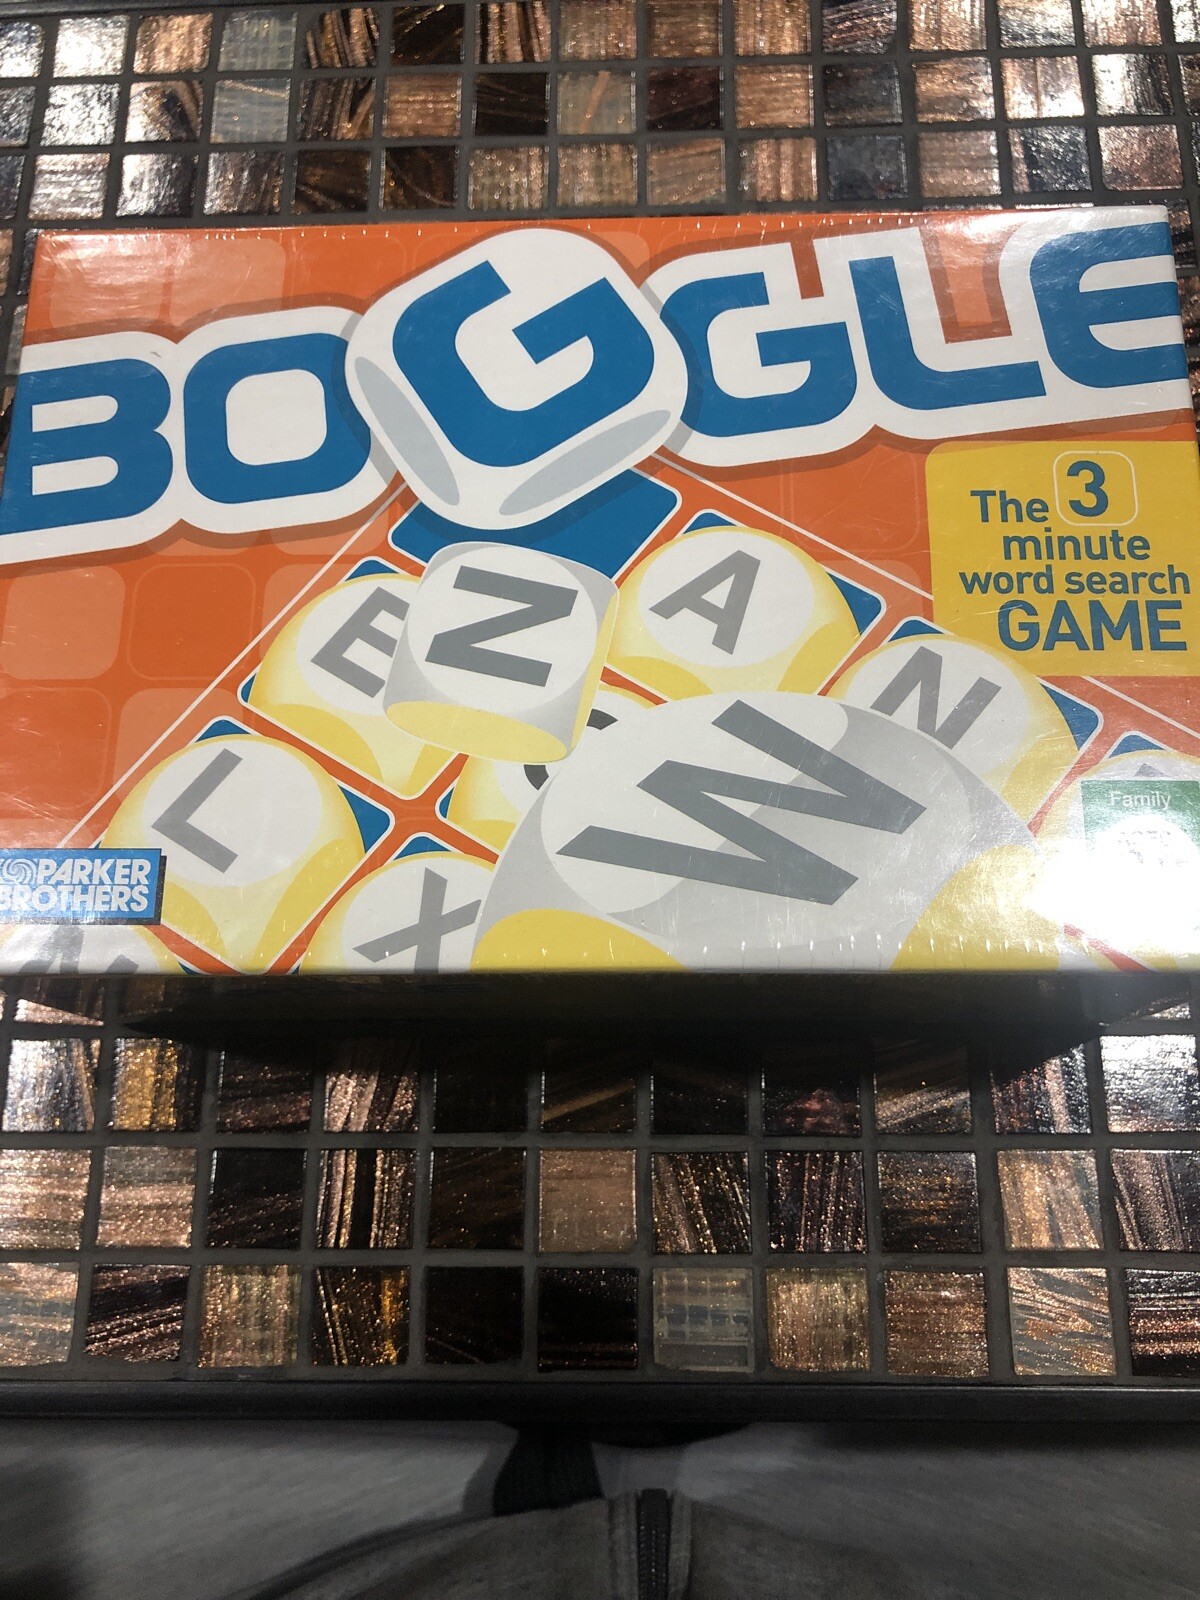 BOGGLE
The 3
minute
word search
GAME
E
Z
A
N
L
W
X
Family
PARKER
BROTHERS